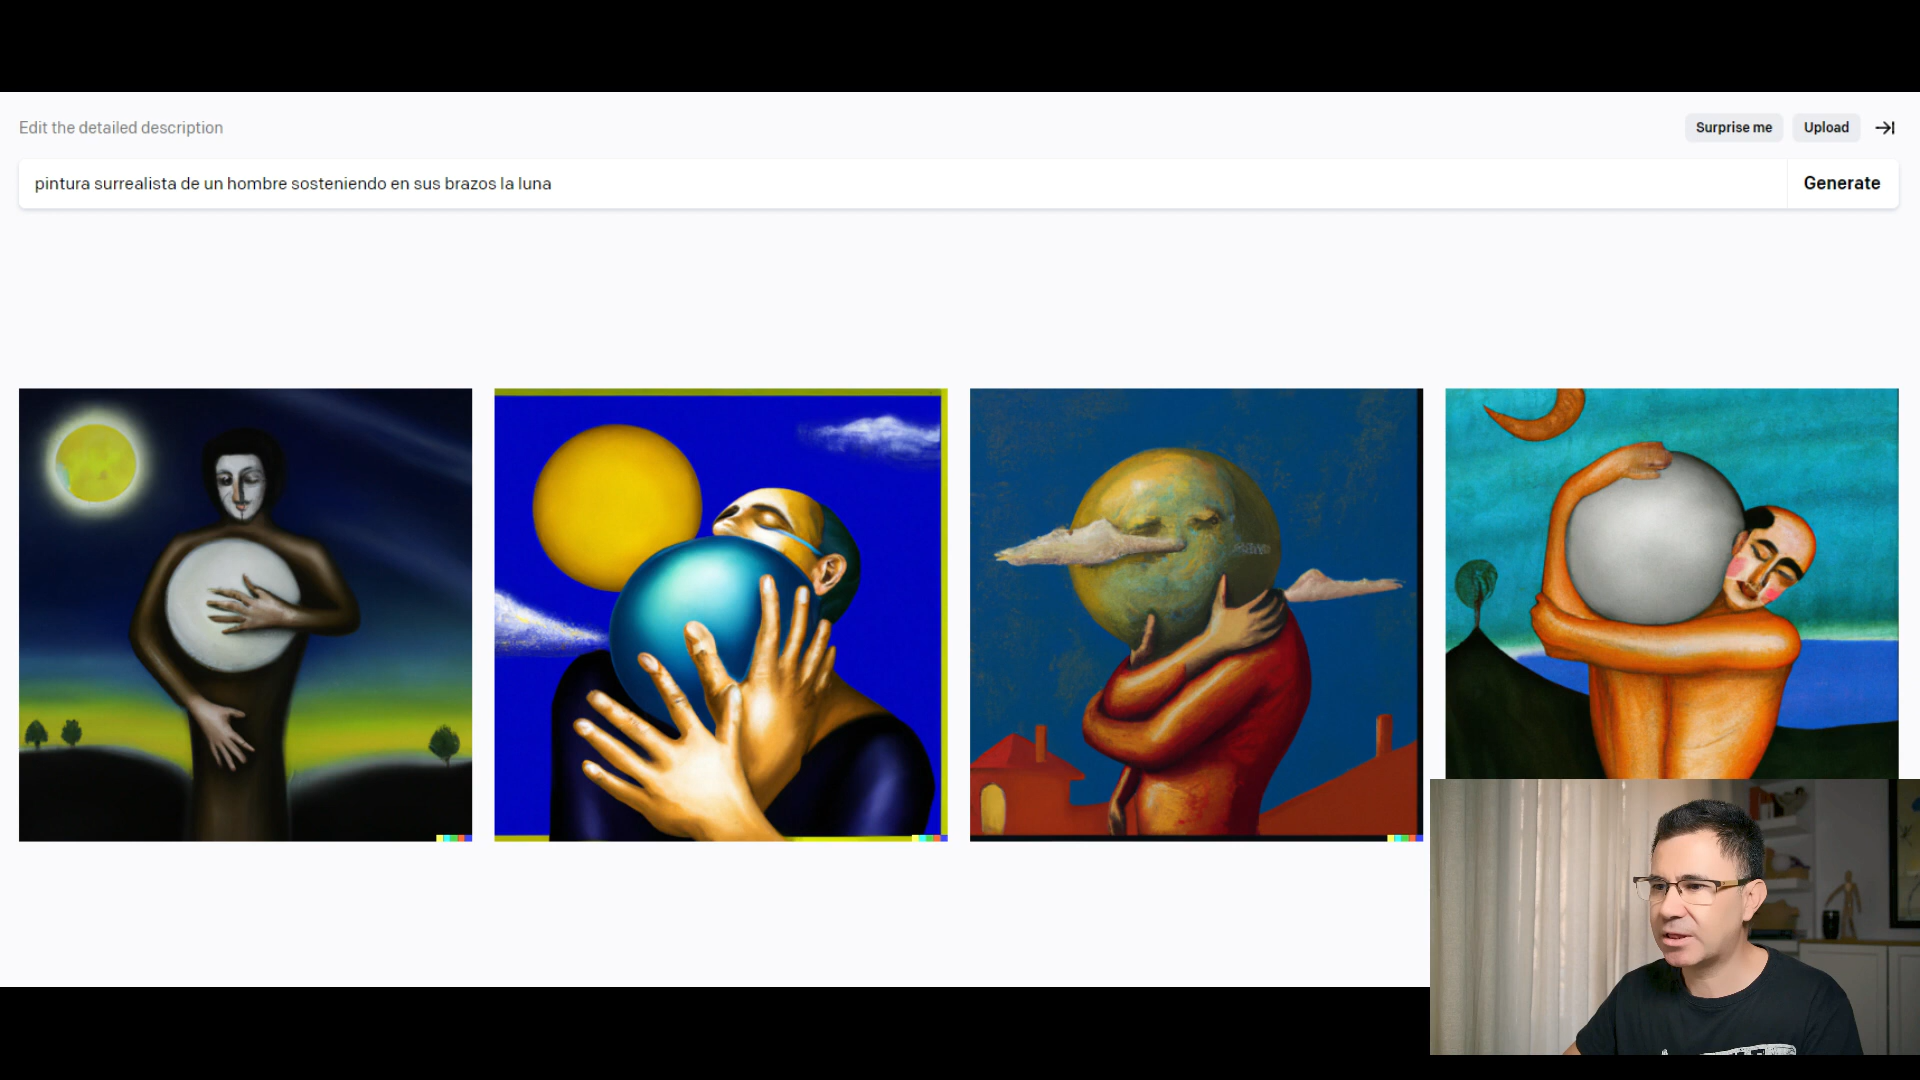 Edit the detailed description
Surprise me
Upload
pintura surrealista de un hombre sosteniendo en sus brazos la luna
Generate